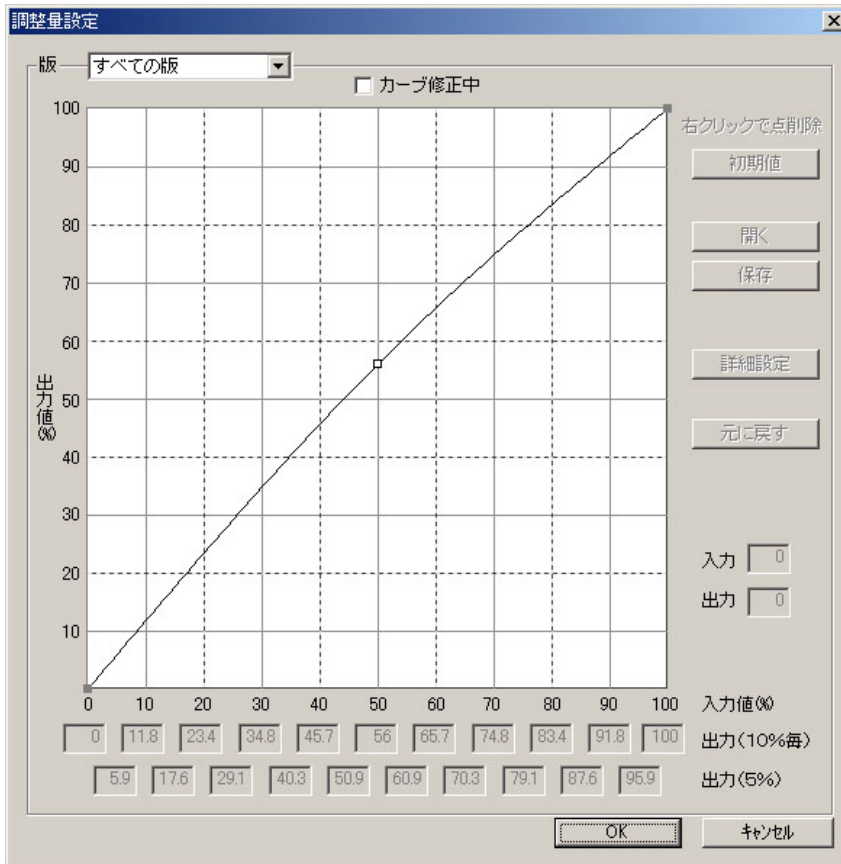 調整量設定
版 すべての版
カーブ修正中
右クリックで点削除
初期値
開く
保存
詳細設定
元に戻す
入力 0
出力 0
出力値(%)
100
90
80
70
60
50
40
30
20
10
0 10 20 30 40 50 60 70 80 90 100 入力値(%)
0 11.8 23.4 34.8 45.7 56 65.7 74.8 83.4 91.8 100 出力(10%毎)
5.9 17.6 29.1 40.3 50.9 60.9 70.3 79.1 87.6 95.9 出力(5%)
OK キャンセル